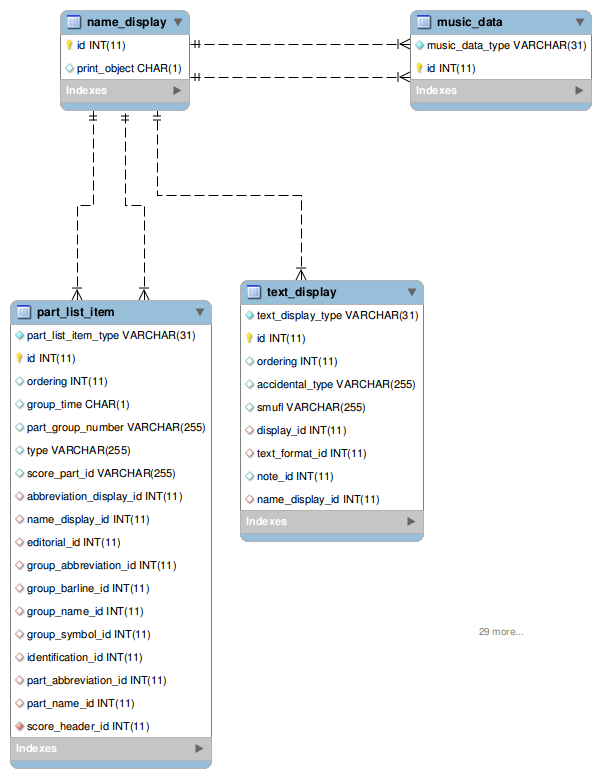 name_display
id INT(11)
print_object CHAR(1)
Indexes
music_data
music_data_type VARCHAR(31)
id INT(11)
Indexes
part_list_item
part_list_item_type VARCHAR(31)
id INT(11)
ordering INT(11)
group_time CHAR(1)
part_group_number VARCHAR(255)
type VARCHAR(255)
score_part_id VARCHAR(255)
abbreviation_display_id INT(11)
name_display_id INT(11)
editorial_id INT(11)
group_abbreviation_id INT(11)
group_barline_id INT(11)
group_name_id INT(11)
group_symbol_id INT(11)
identification_id INT(11)
part_abbreviation_id INT(11)
part_name_id INT(11)
score_header_id INT(11)
Indexes
text_display
text_display_type VARCHAR(31)
id INT(11)
ordering INT(11)
accidental_type VARCHAR(255)
smufl VARCHAR(255)
display_id INT(11)
text_format_id INT(11)
note_id INT(11)
name_display_id INT(11)
Indexes
29 more...